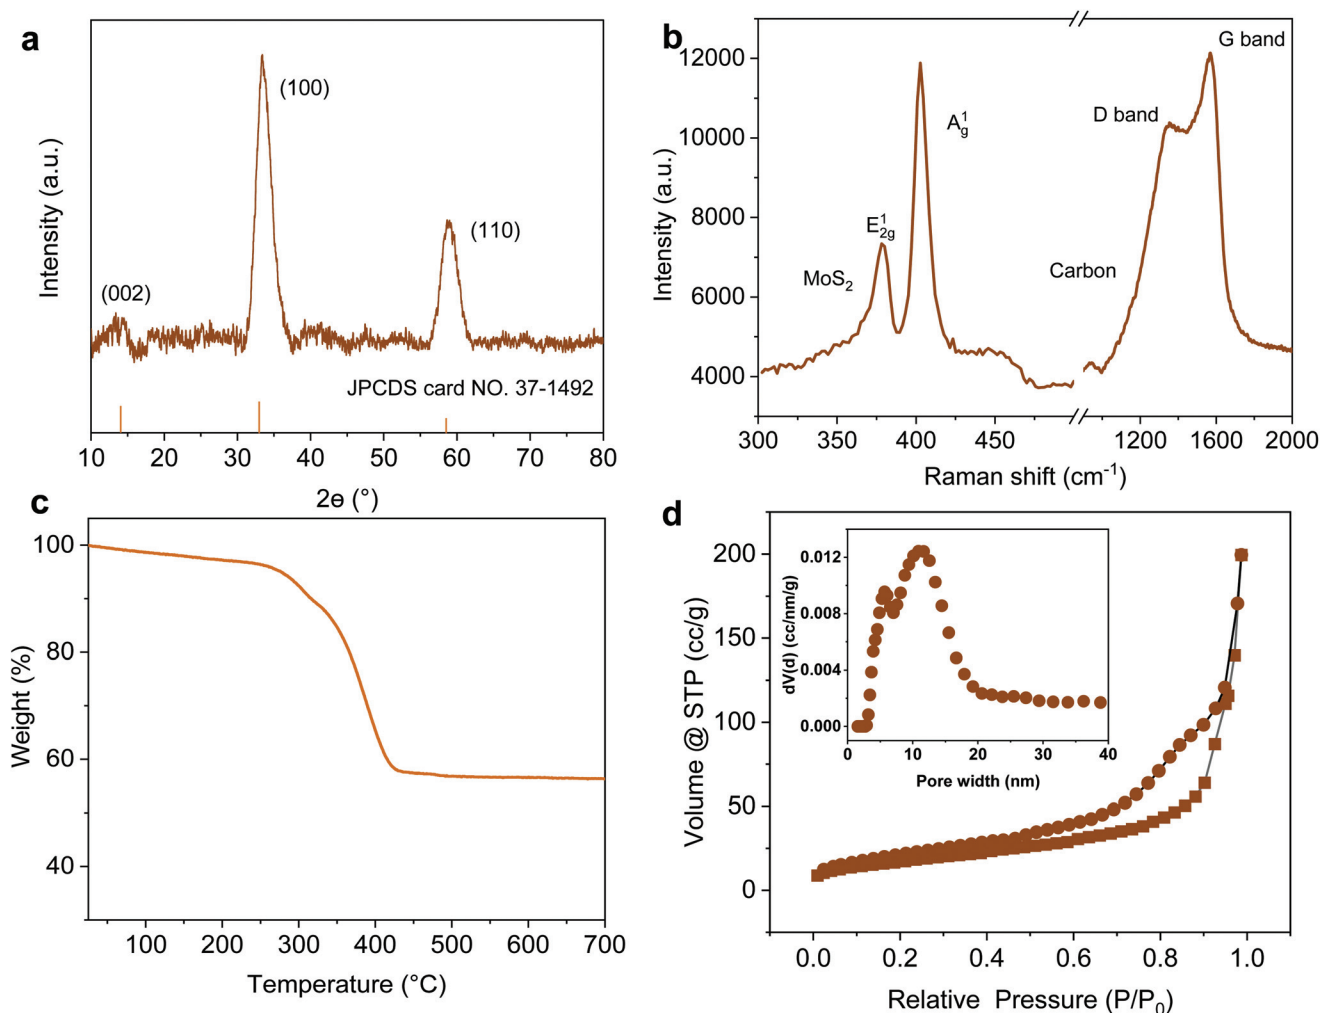 a
(100)
(110)
(002)
JPCDS card NO. 37-1492
Intensity (a.u.)
10 20 30 40 50 60 70 80
2ɵ (°)
b
G band
D band
A¹g
E¹2g
MoS₂
Carbon
Intensity (a.u.)
12000
10000
8000
6000
4000
300 400 450 1200 1600 2000
Raman shift (cm⁻¹)
c
100
80
60
40
Weight (%)
100 200 300 400 500 600 700
Temperature (°C)
d
200
150
100
50
0
Volume @ STP (cc/g)
0.012
0.008
0.004
0.000
dV(d) (cc/nm/g)
0 10 20 30 40
Pore width (nm)
0.0 0.2 0.4 0.6 0.8 1.0
Relative Pressure (P/P₀)